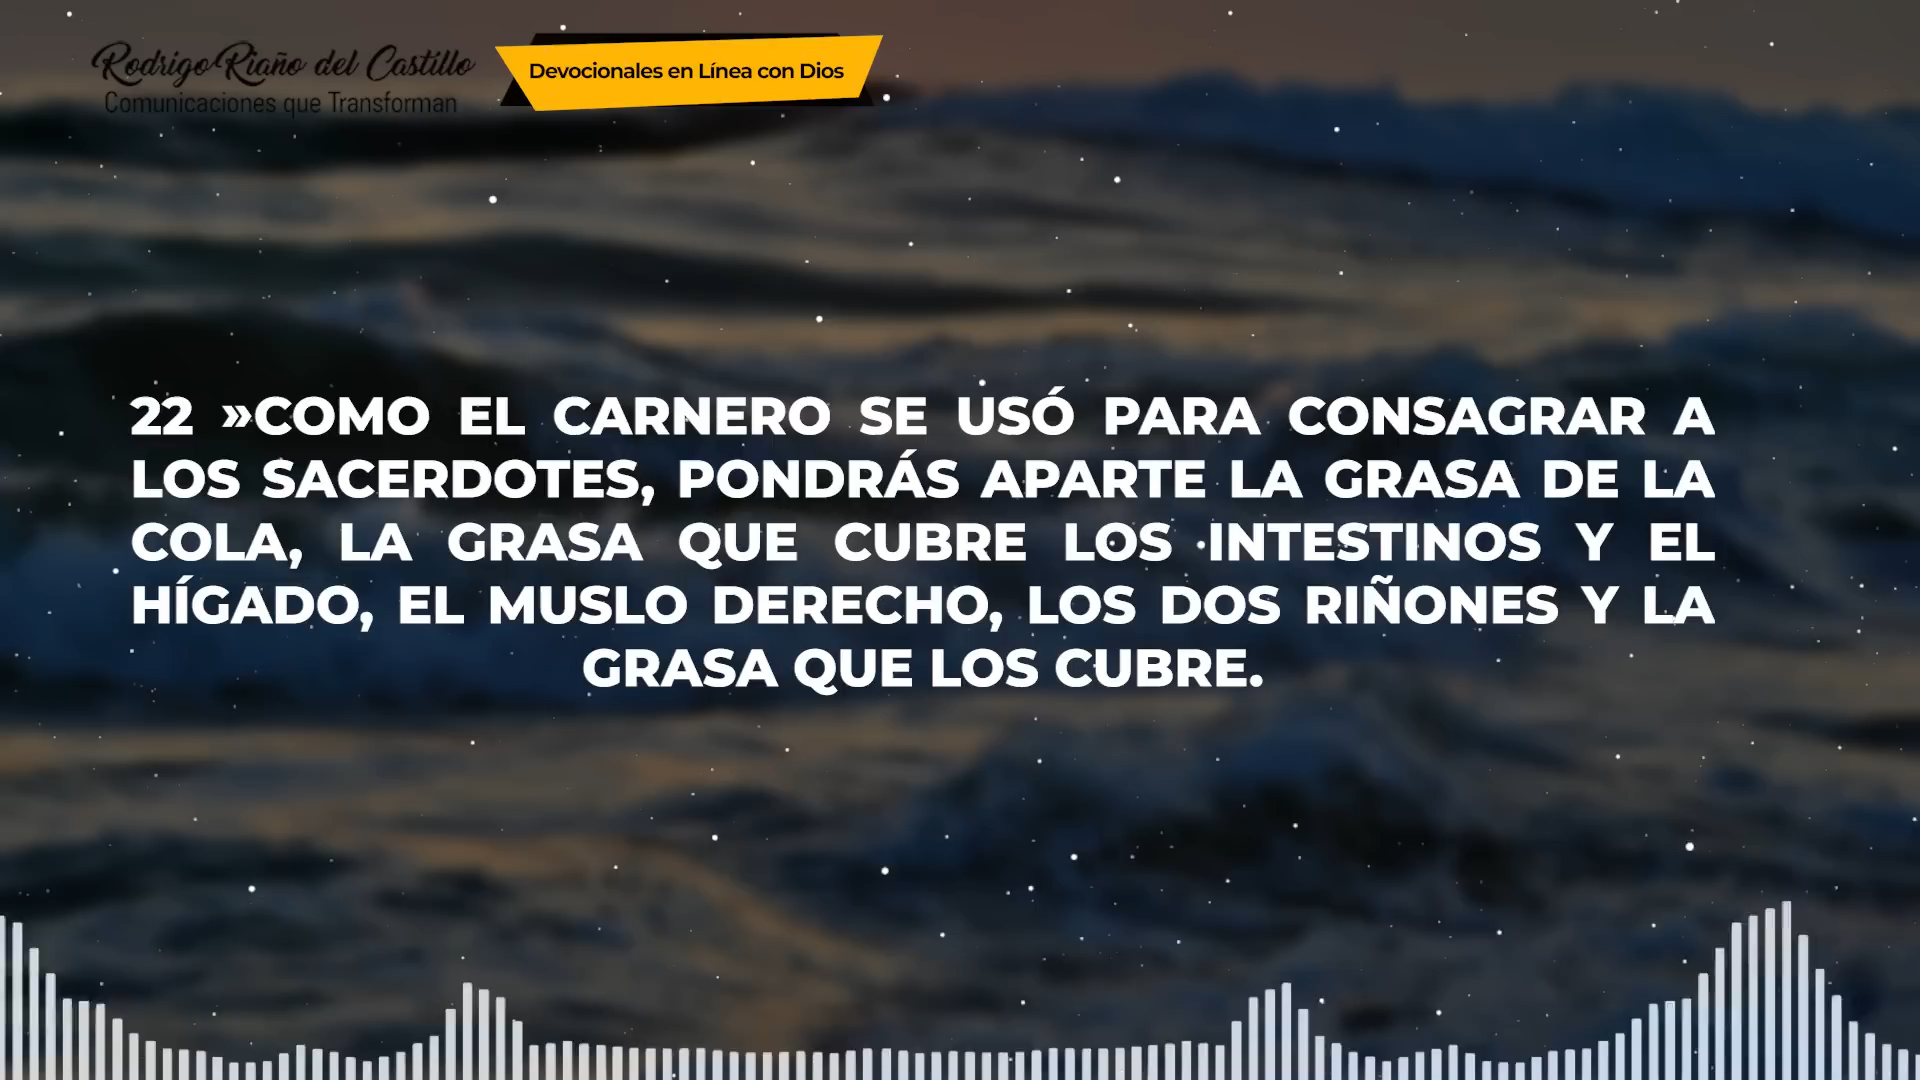 Rodrigo Riaño del Castillo
Comunicaciones que Transforman
Devocionales en Línea con Dios
22 »COMO EL CARNERO SE USÓ PARA CONSAGRAR A
LOS SACERDOTES, PONDRÁS APARTE LA GRASA DE LA
COLA, LA GRASA QUE CUBRE LOS INTESTINOS Y EL
HÍGADO, EL MUSLO DERECHO, LOS DOS RIÑONES Y LA
GRASA QUE LOS CUBRE.